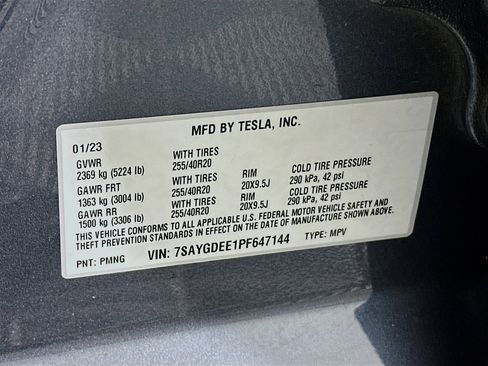 MFD BY TESLA, INC.
01/23
GVWR WITH TIRES
2369 kg (5224 lb) 255/40R20 RIM COLD TIRE PRESSURE
GAWR FRT WITH TIRES 20X9.5J 290 kPa, 42 psi
1363 kg (3004 lb) 255/40R20 RIM COLD TIRE PRESSURE
GAWR RR WITH TIRES 20X9.5J 290 kPa, 42 psi
1500 kg (3306 lb) 255/40R20
THIS VEHICLE CONFORMS TO ALL APPLICABLE U.S. FEDERAL MOTOR VEHICLE SAFETY AND
THEFT PREVENTION STANDARDS IN EFFECT ON THE DATE OF MANUFACTURE SHOWN ABOVE.
PNT: PMNG VIN: 7SAYGDEE1PF647144 TYPE: MPV